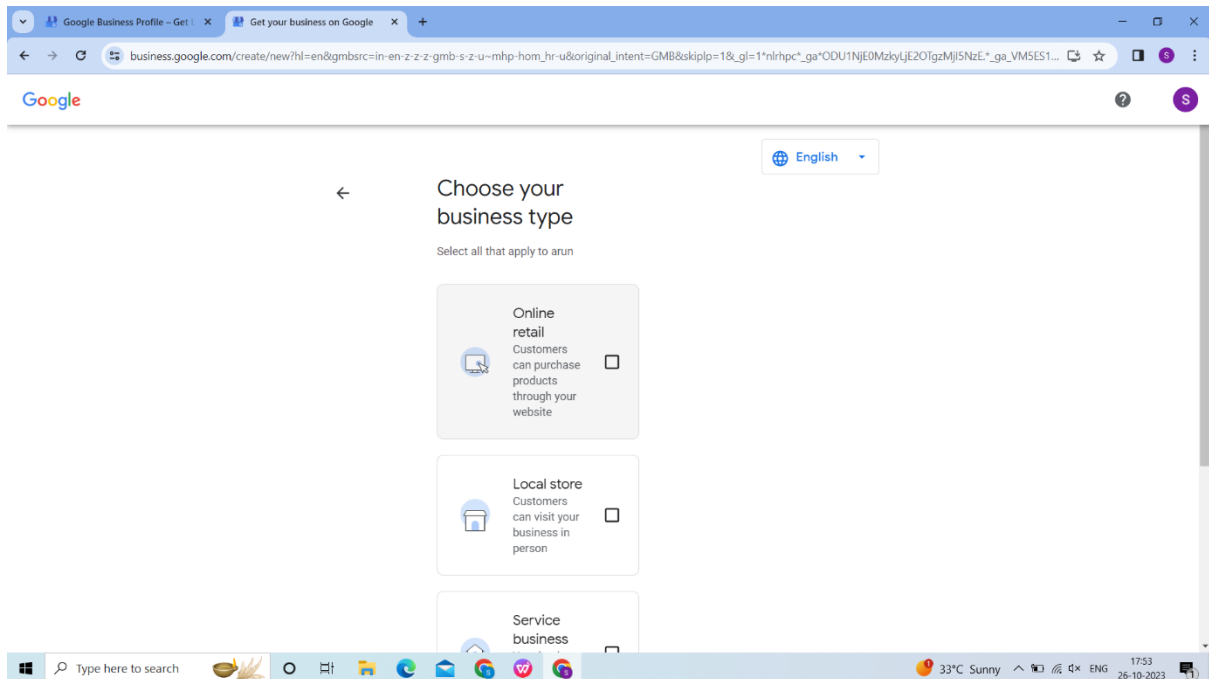 Google Business Profile – Get L
Get your business on Google
business.google.com/create/new?hl=en&gmbsrc=in-en-z-z-z-gmb-s-z-u~mhp-hom_hr-u&original_intent=GMB&skiplp=1&_gl=1*nlrhpc*_ga*ODU1NjE0MzkyLjE2OTgzMjI5NzE.*_ga_VM5ES1...
S
Google
S
English
Choose your
business type
Select all that apply to arun
Online
retail
Customers
can purchase
products
through your
website
Local store
Customers
can visit your
business in
person
Service
business
Type here to search
33°C Sunny
ENG
17:53
26-10-2023
1